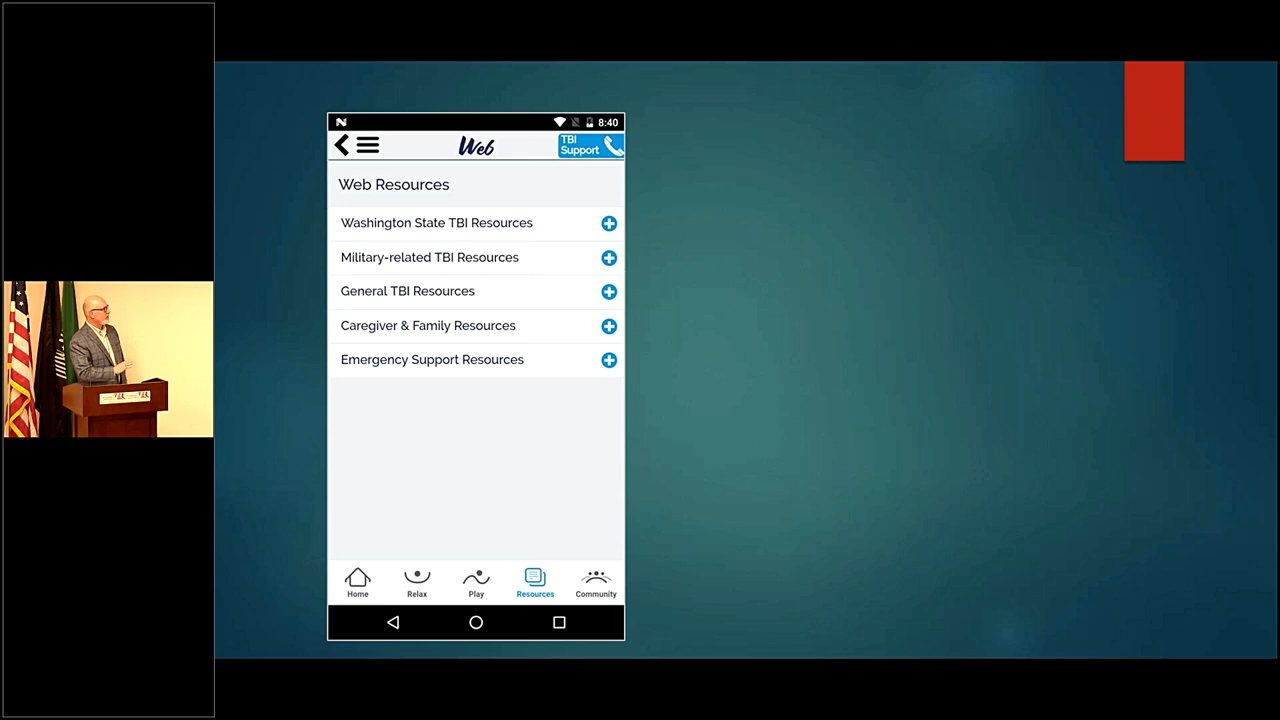 8:40
Web
TBI
Support
Web Resources
Washington State TBI Resources
Military-related TBI Resources
General TBI Resources
Caregiver & Family Resources
Emergency Support Resources
Home
Relax
Play
Resources
Community